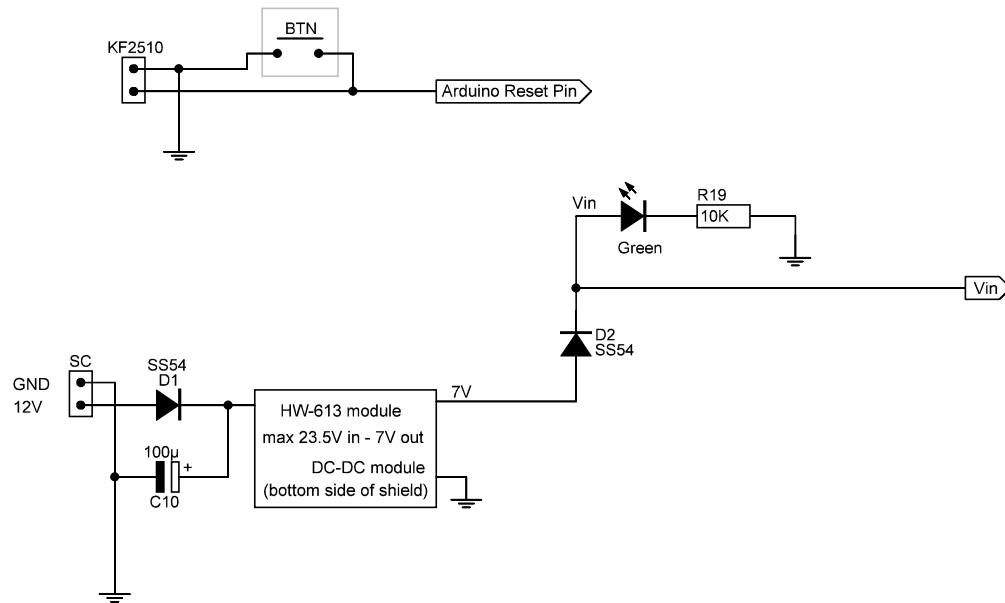 BTN
KF2510
Arduino Reset Pin
R19
Vin
10K
Green
Vin
D2
SS54
SC
SS54
D1
GND
12V
7V
HW-613 module
max 23.5V in - 7V out
DC-DC module
(bottom side of shield)
100µ
+
C10